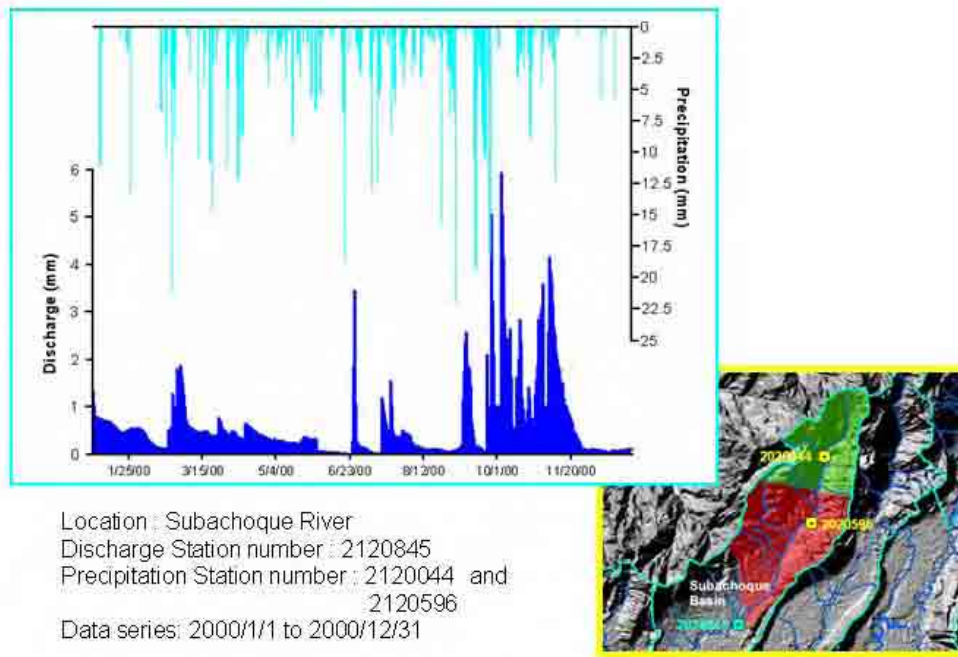 0
2.5
5
7.5
10
12.5
15
17.5
20
22.5
25
Precipitation (mm)
6
5
4
3
2
1
0
Discharge (mm)
1/25/00 3/15/00 5/4/00 6/23/00 8/12/00 10/1/00 11/20/00
Location : Subachoque River
Discharge Station number : 2120845
Precipitation Station number : 2120044 and
2120596
Data series: 2000/1/1 to 2000/12/31
2020596
Subachoque
Basin